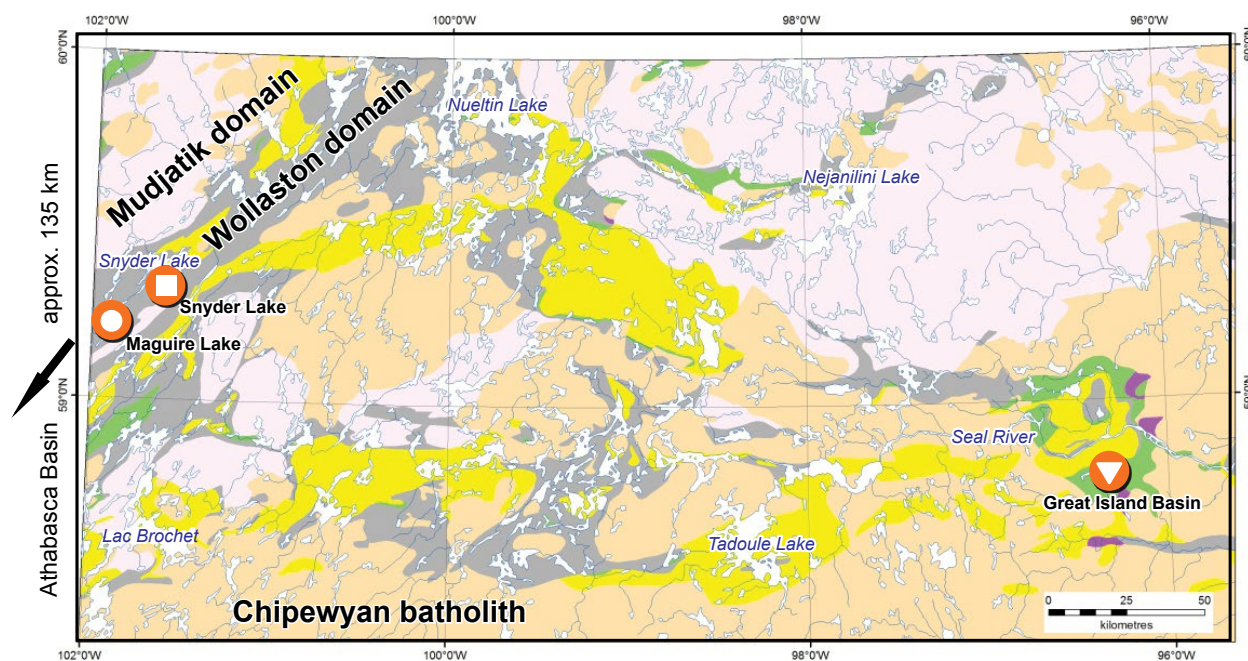 102°0'W
100°0'W
98°0'W
96°0'W
60°0'N
60°0'N
Mudjatik domain
Wollaston domain
Nueltin Lake
Nejanilini Lake
approx. 135 km
Snyder Lake
Snyder Lake
Maguire Lake
59°0'N
Athabasca Basin
Seal River
Great Island Basin
Lac Brochet
Tadoule Lake
Chipewyan batholith
0 25 50
kilometres
102°0'W
100°0'W
98°0'W
96°0'W